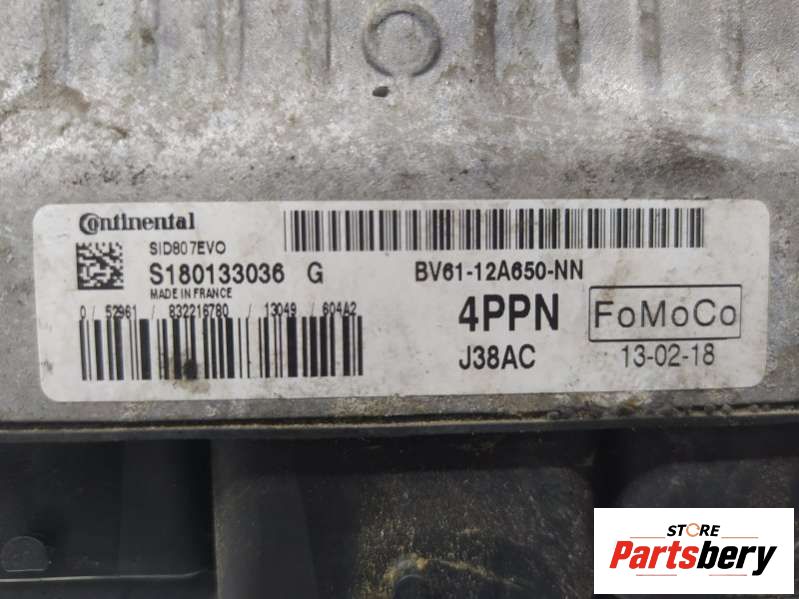 Continental
SID807EVO
S180133036 G
MADE IN FRANCE
0 / 52961 / 832216780 / 13049 / 604A2
BV61-12A650-NN
4PPN
J38AC
FoMoCo
13-02-18
STORE
Partsbery